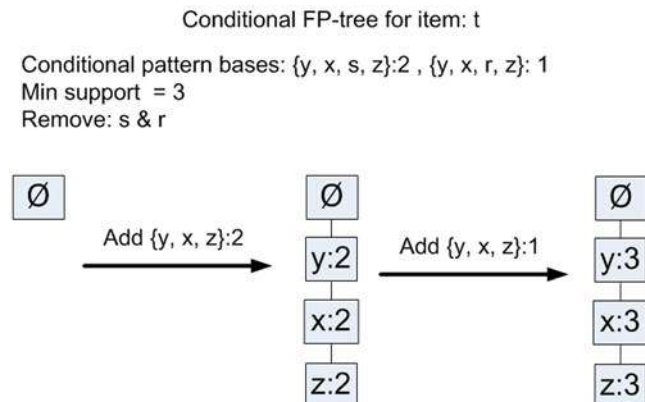 Conditional FP-tree for item: t
Conditional pattern bases: {y, x, s, z}:2 , {y, x, r, z}: 1
Min support = 3
Remove: s & r
Ø
Add {y, x, z}:2
Ø
y:2
x:2
z:2
Add {y, x, z}:1
Ø
y:3
x:3
z:3